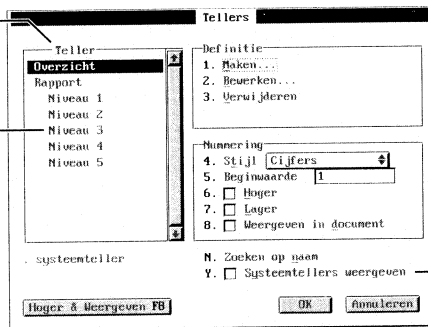 Tellers
Teller
Overzicht
Rapport
Niveau 1
Niveau 2
Niveau 3
Niveau 4
Niveau 5
. systeemteller
Hoger & Weergeven F8
Definitie
1. Maken...
2. Bewerken...
3. Verwijderen
Nummering
4. Stijl Cijfers
5. Beginwaarde 1
6. Hoger
7. Lager
8. Weergeven in document
N. Zoeken op naam
Y. Systeemtellers weergeven
OK Annuleren